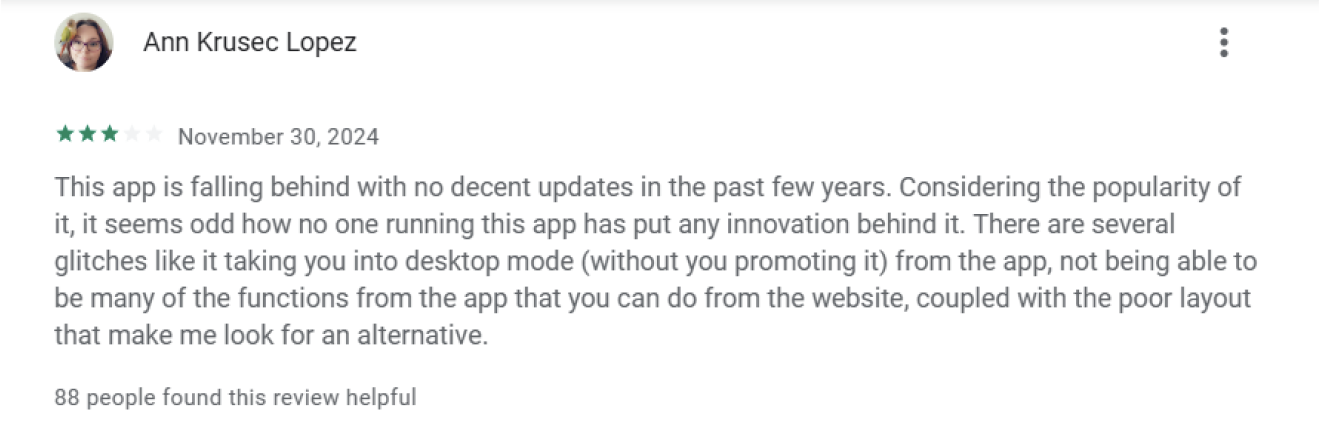 Ann Krusec Lopez
November 30, 2024
This app is falling behind with no decent updates in the past few years. Considering the popularity of
it, it seems odd how no one running this app has put any innovation behind it. There are several
glitches like it taking you into desktop mode (without you promoting it) from the app, not being able to
be many of the functions from the app that you can do from the website, coupled with the poor layout
that make me look for an alternative.
88 people found this review helpful